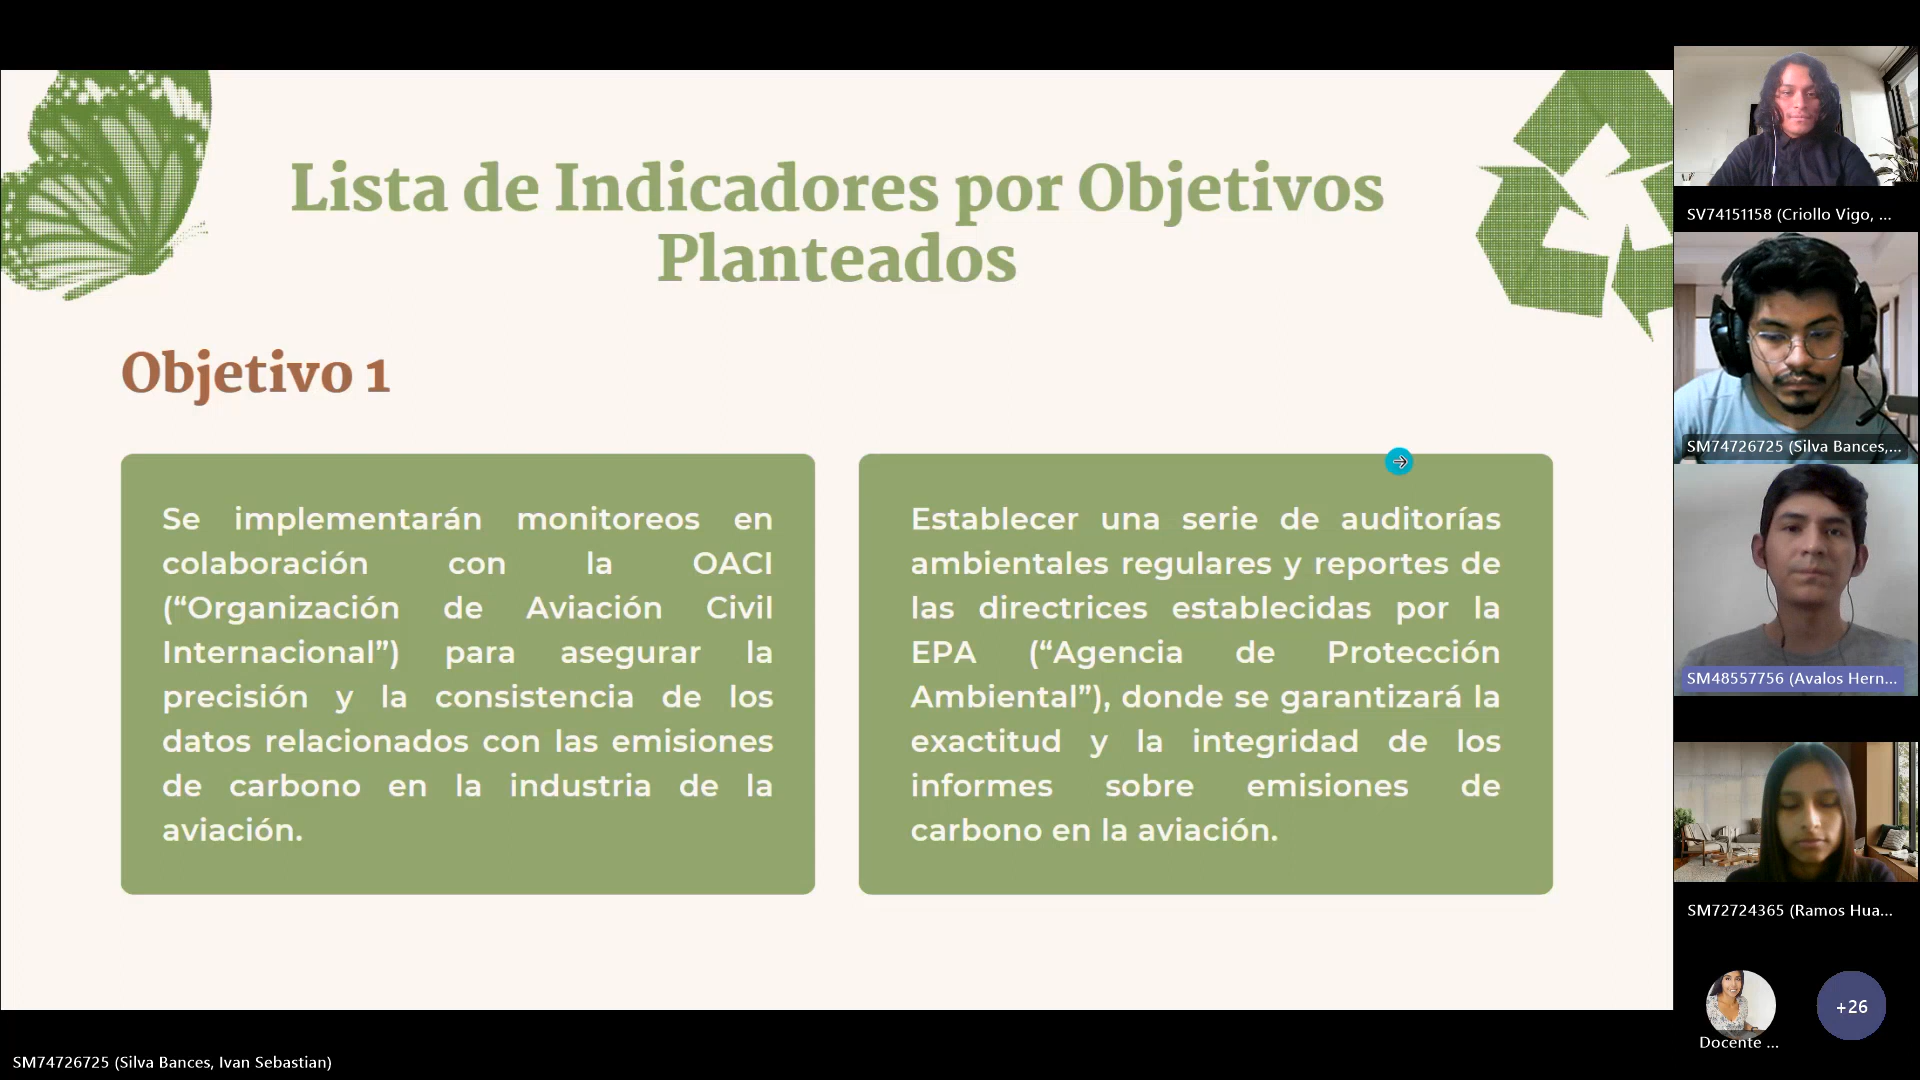 Lista de Indicadores por Objetivos
Planteados
Objetivo 1
Se implementarán monitoreos en
colaboración con la OACI
(“Organización de Aviación Civil
Internacional”) para asegurar la
precisión y la consistencia de los
datos relacionados con las emisiones
de carbono en la industria de la
aviación.
Establecer una serie de auditorías
ambientales regulares y reportes de
las directrices establecidas por la
EPA (“Agencia de Protección
Ambiental”), donde se garantizará la
exactitud y la integridad de los
informes sobre emisiones de
carbono en la aviación.
SV74151158 (Criollo Vigo, ...
SM74726725 (Silva Bances,...
SM48557756 (Avalos Hern...
SM72724365 (Ramos Hua...
Docente ...
+26
SM74726725 (Silva Bances, Ivan Sebastian)